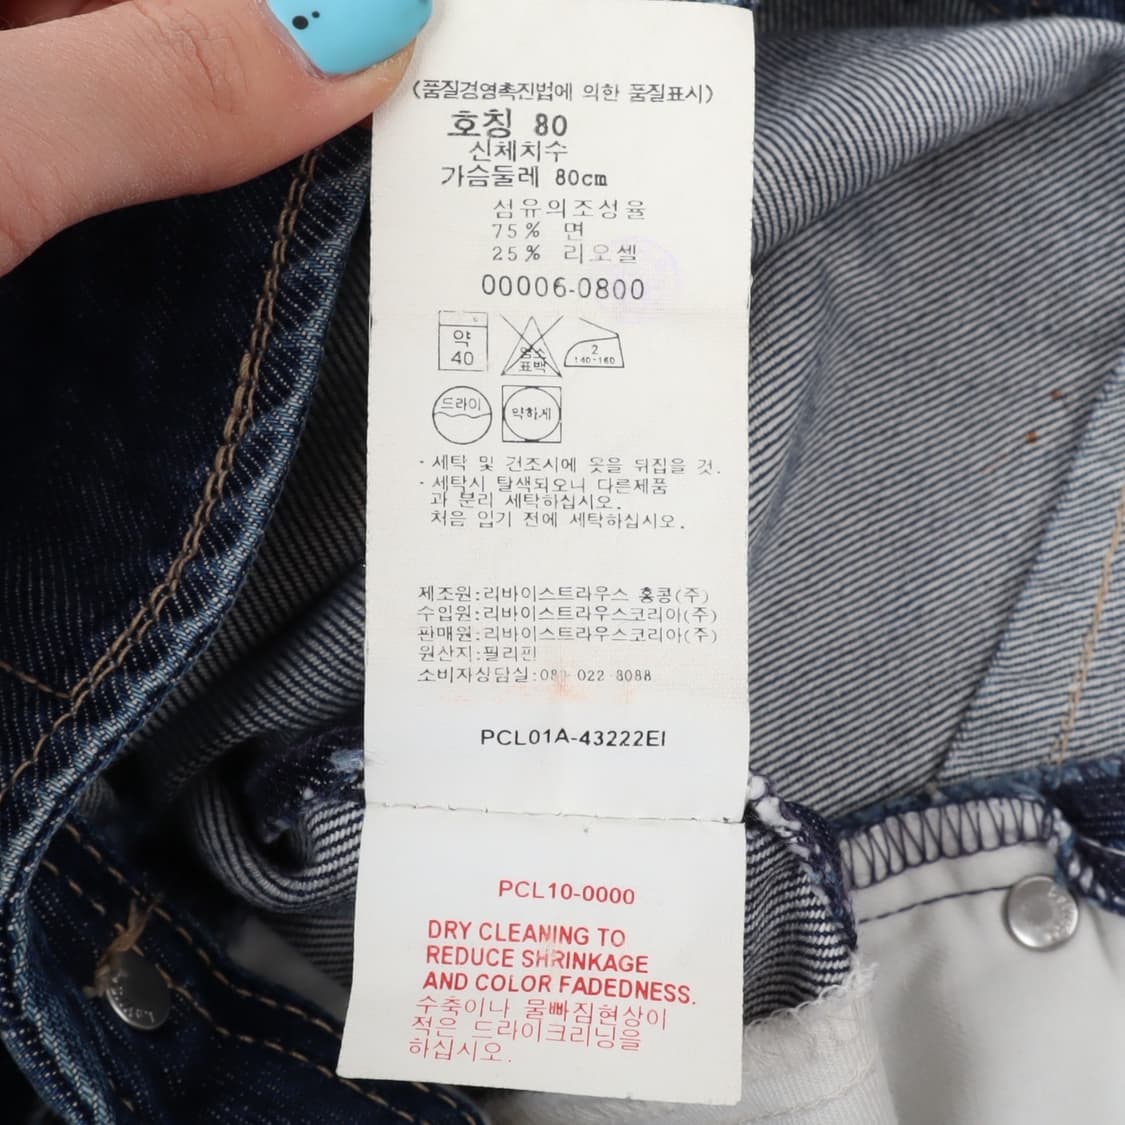 (품질경영촉진법에 의한 품질표시)
호칭 80
신체치수
가슴둘레 80cm
섬유의조성율
75% 면
25% 리오셀
00006-0800
약
40
염소
표백
2
140-160
드라이
약하게
· 세탁 및 건조시에 옷을 뒤집을 것.
· 세탁시 탈색되오니 다른제품
과 분리 세탁하십시오.
처음 입기 전에 세탁하십시오.
제조원:리바이스트라우스 홍콩(주)
수입원:리바이스트라우스코리아(주)
판매원:리바이스트라우스코리아(주)
원산지:필리핀
소비자상담실:080-022-8088
PCL01A-43222EI
PCL10-0000
DRY CLEANING TO
REDUCE SHRINKAGE
AND COLOR FADEDNESS.
수축이나 물빠짐현상이
적은 드라이크리닝을
하십시오.